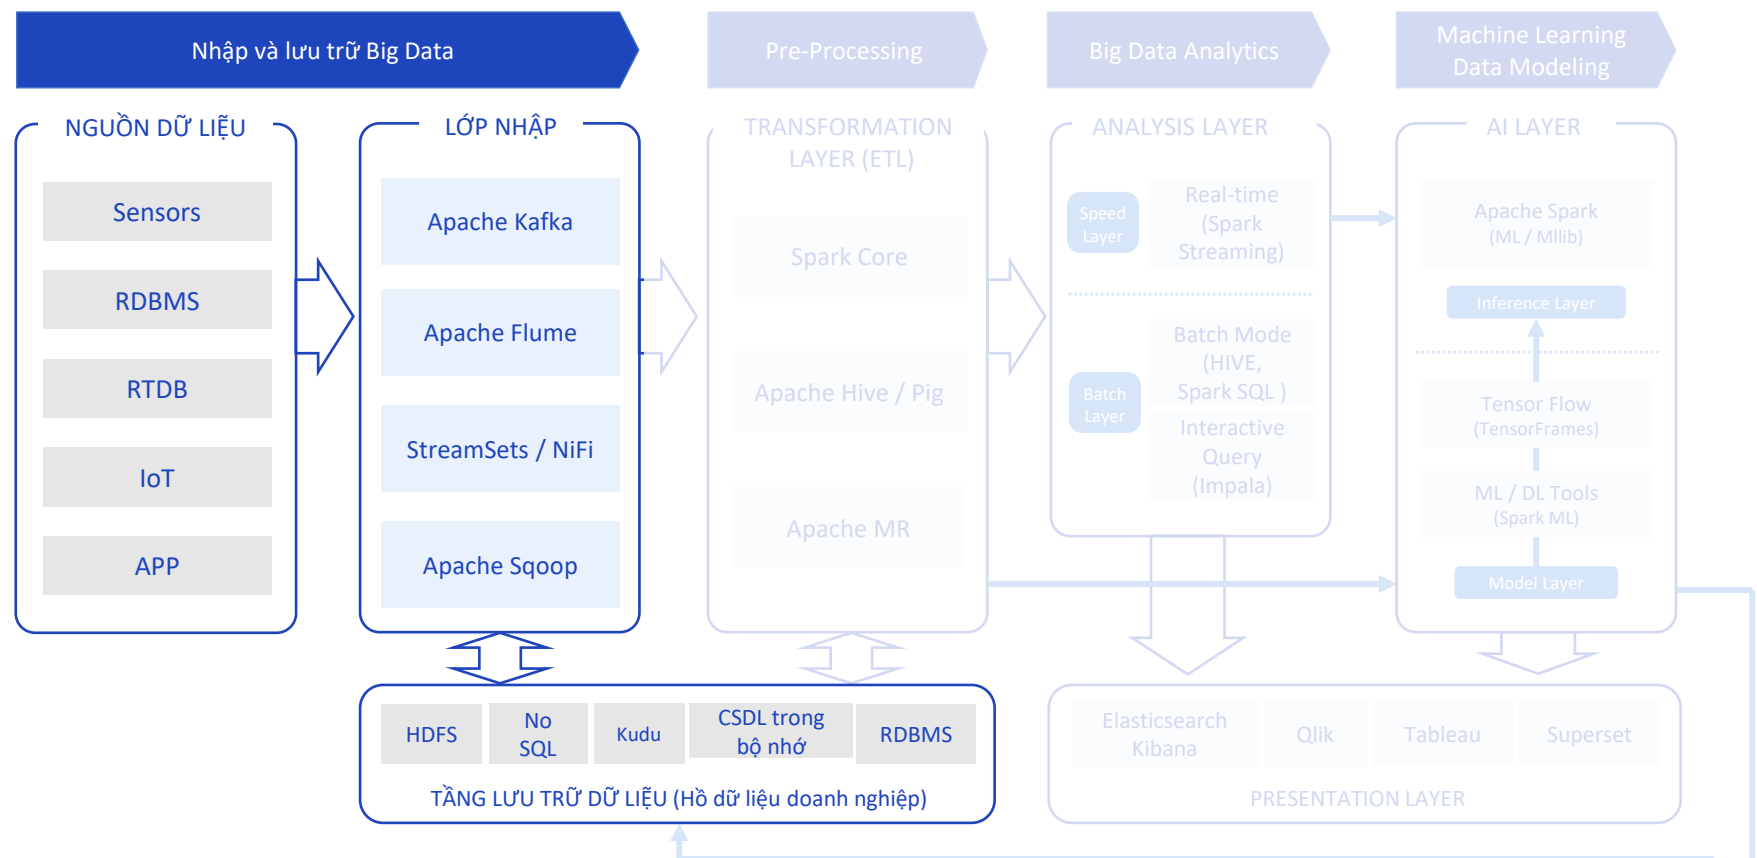 Nhập và lưu trữ Big Data
Pre-Processing
Big Data Analytics
Machine Learning
Data Modeling
NGUỒN DỮ LIỆU
Sensors
RDBMS
RTDB
IoT
APP
LỚP NHẬP
Apache Kafka
Apache Flume
StreamSets / NiFi
Apache Sqoop
TRANSFORMATION
LAYER (ETL)
Spark Core
Apache Hive / Pig
Apache MR
ANALYSIS LAYER
Speed
Layer
Real-time
(Spark
Streaming)
Batch
Layer
Batch Mode
(HIVE,
Spark SQL )
Interactive
Query
(Impala)
AI LAYER
Apache Spark
(ML / Mllib)
Inference Layer
Tensor Flow
(TensorFrames)
ML / DL Tools
(Spark ML)
Model Layer
HDFS
No
SQL
Kudu
CSDL trong
bộ nhớ
RDBMS
TẦNG LƯU TRỮ DỮ LIỆU (Hồ dữ liệu doanh nghiệp)
Elasticsearch
Kibana
Qlik
Tableau
Superset
PRESENTATION LAYER